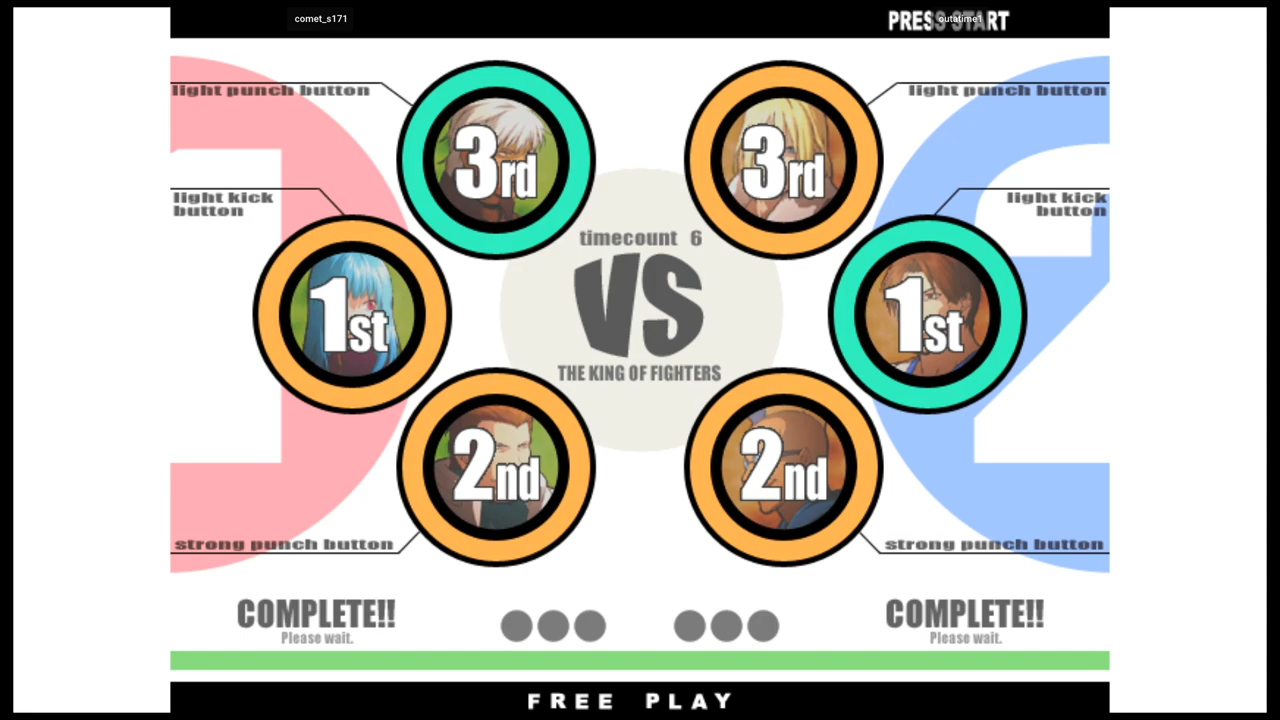 comet_s171
PRESS START
outatime1
light punch button
light punch button
3rd
3rd
light kick
button
light kick
button
timecount 6
1st
VS
1st
THE KING OF FIGHTERS
2nd
2nd
strong punch button
strong punch button
COMPLETE!!
Please wait.
COMPLETE!!
Please wait.
FREE PLAY
1
2